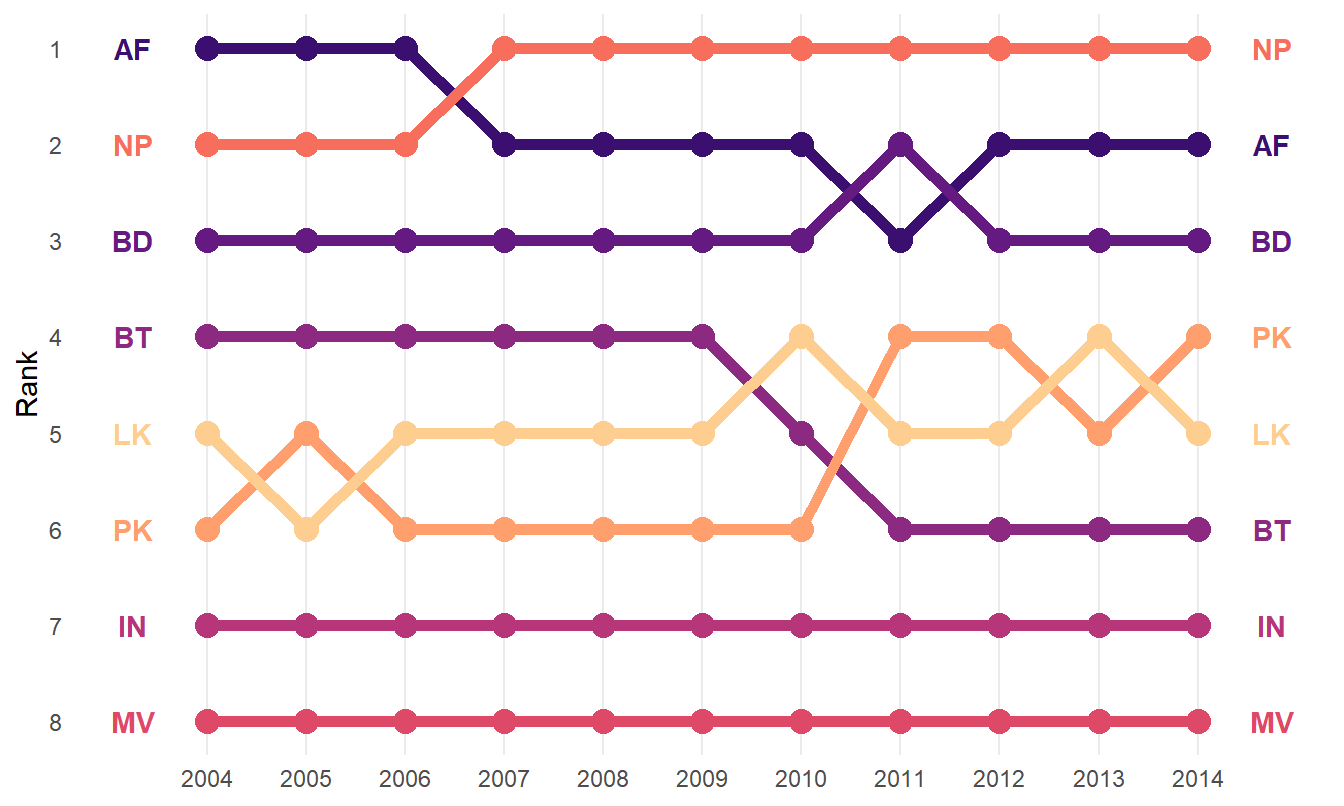 1 AF NP
2 NP AF
3 BD BD
4 BT PK
Rank
5 LK LK
6 PK BT
7 IN IN
8 MV MV
2004 2005 2006 2007 2008 2009 2010 2011 2012 2013 2014